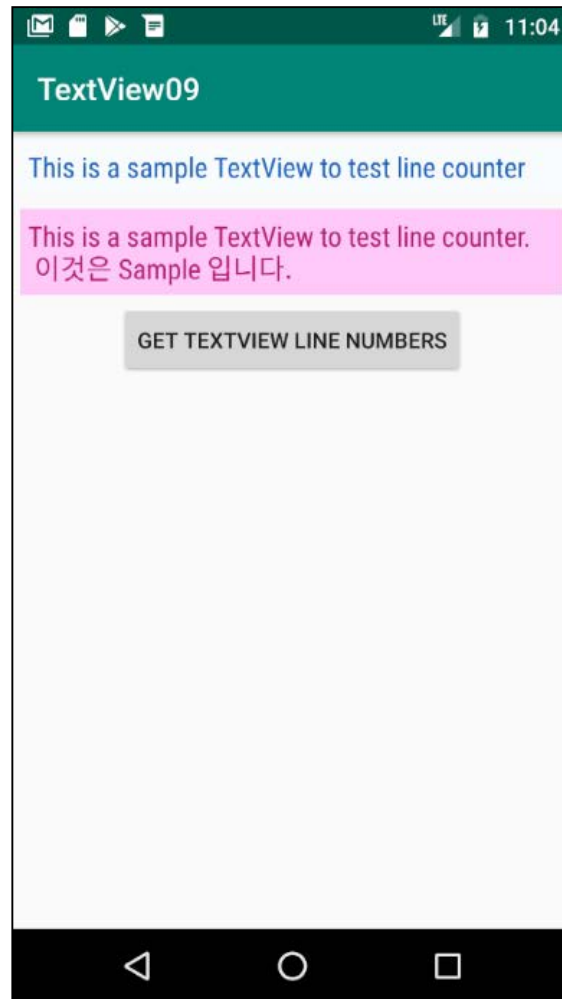 LTE 11:04
TextView09
This is a sample TextView to test line counter
This is a sample TextView to test line counter.
이것은 Sample 입니다.
GET TEXTVIEW LINE NUMBERS